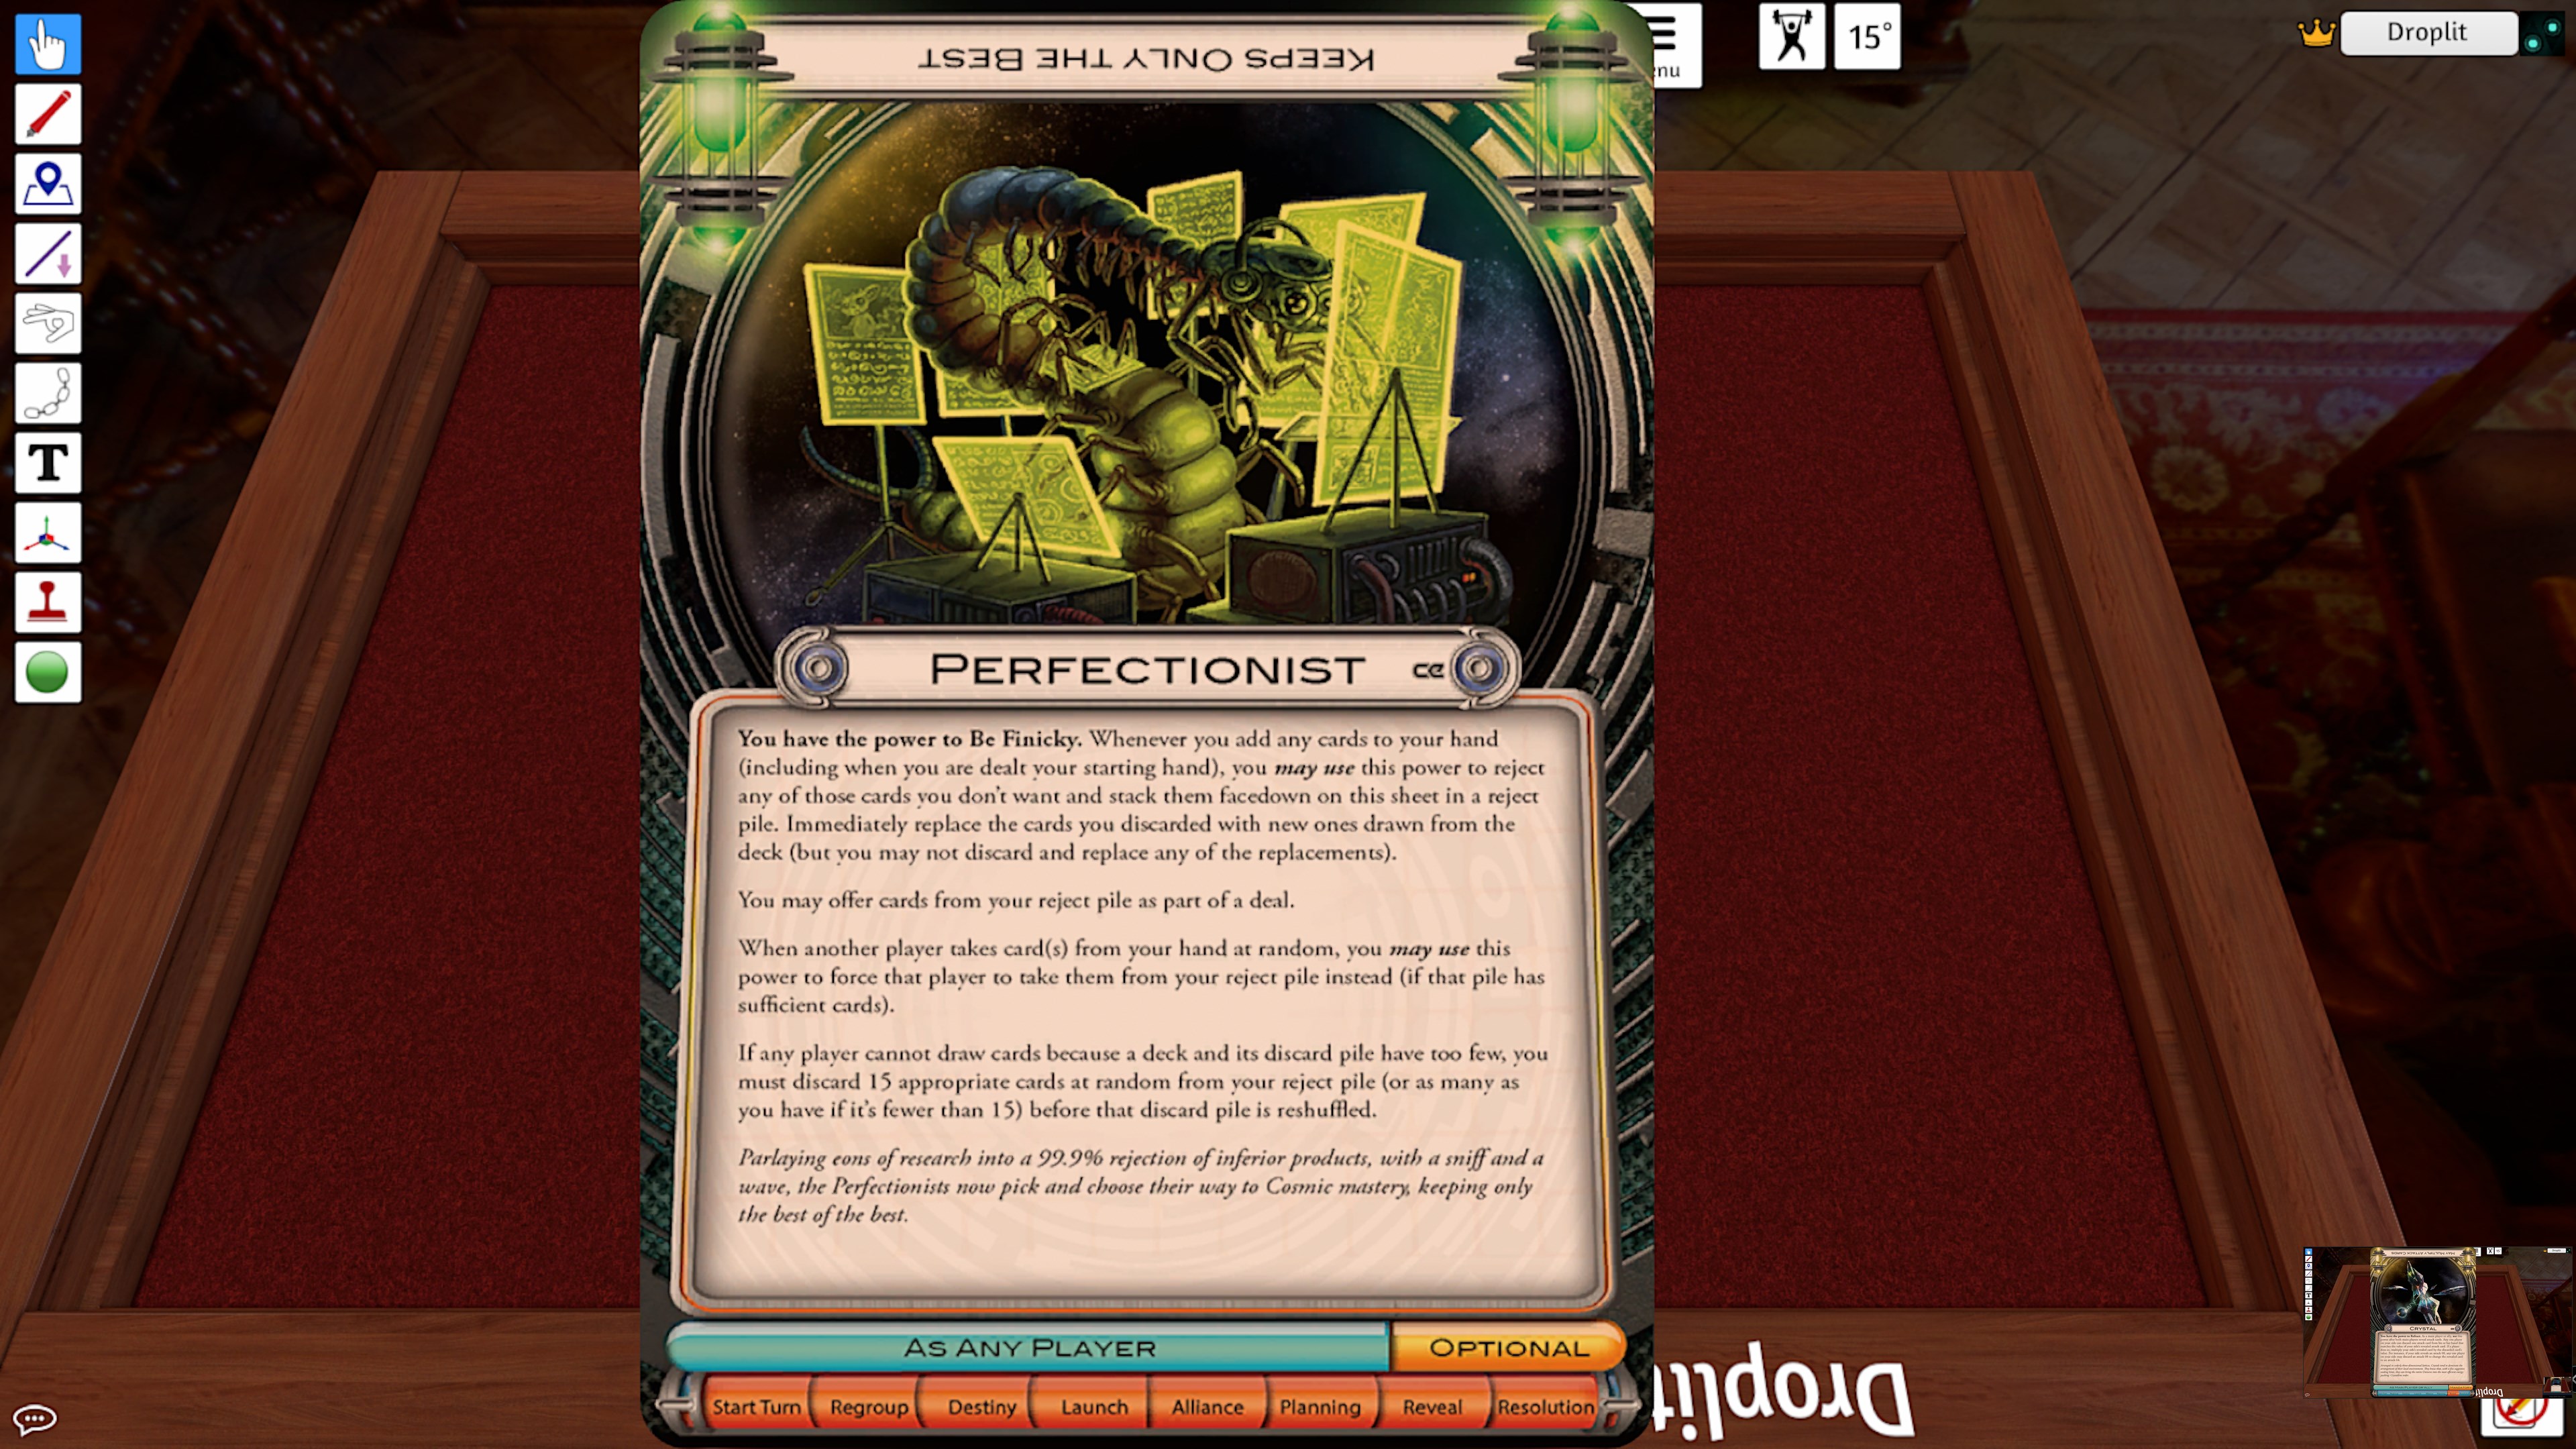 KEEPS ONLY THE BEST
nu
15°
Droplit
T
PERFECTIONIST
ce
You have the power to Be Finicky. Whenever you add any cards to your hand
(including when you are dealt your starting hand), you may use this power to reject
any of those cards you don't want and stack them facedown on this sheet in a reject
pile. Immediately replace the cards you discarded with new ones drawn from the
deck (but you may not discard and replace any of the replacements).
You may offer cards from your reject pile as part of a deal.
When another player takes card(s) from your hand at random, you may use this
power to force that player to take them from your reject pile instead (if that pile has
sufficient cards).
If any player cannot draw cards because a deck and its discard pile have too few, you
must discard 15 appropriate cards at random from your reject pile (or as many as
you have if it's fewer than 15) before that discard pile is reshuffled.
Parlaying eons of research into a 99.9% rejection of inferior products, with a sniff and a
wave, the Perfectionists now pick and choose their way to Cosmic mastery, keeping only
the best of the best.
AS ANY PLAYER OPTIONAL
Start Turn Regroup Destiny Launch Alliance Planning Reveal Resolution
Droplit
CRYSTAL